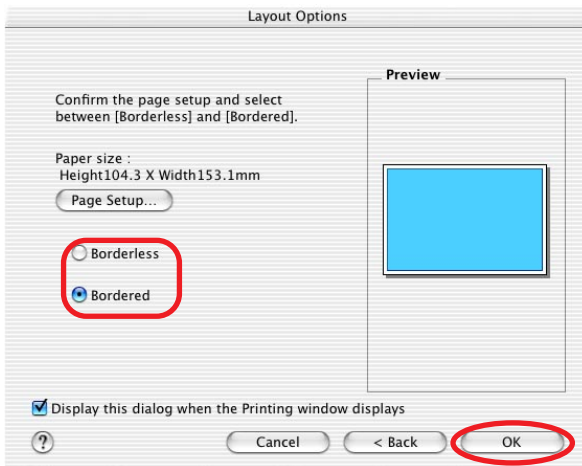 Layout Options
Preview
Confirm the page setup and select
between [Borderless] and [Bordered].
Paper size :
Height104.3 X Width153.1mm
Page Setup...
Borderless
Bordered
Display this dialog when the Printing window displays
? Cancel < Back OK